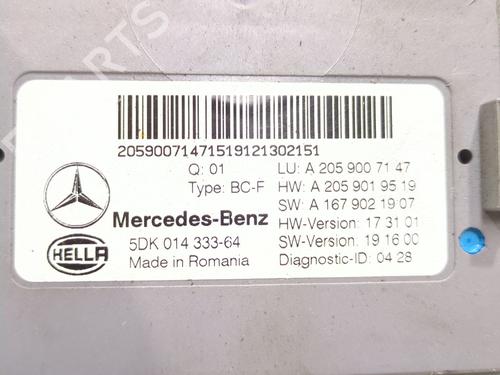 PARTS
20590071471519121302151
Q: 01 LU: A 205 900 71 47
Type: BC-F HW: A 205 901 95 19
SW: A 167 902 19 07
Mercedes-Benz HW-Version: 17 31 01
HELLA 5DK 014 333-64 SW-Version: 19 16 00
Made in Romania Diagnostic-ID: 04 28